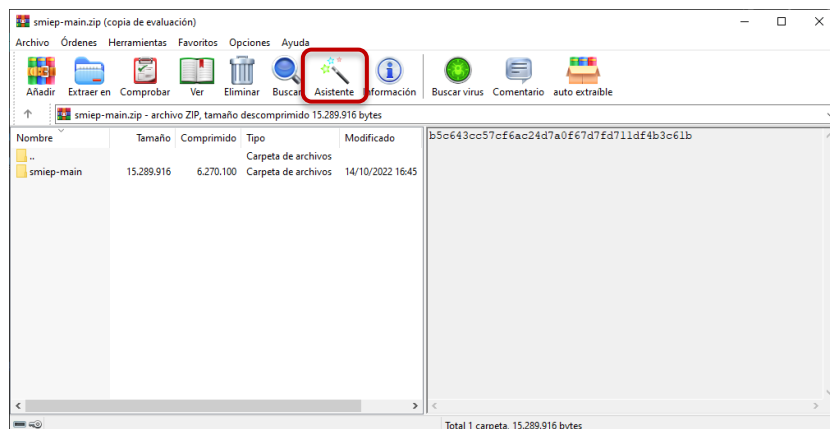 smiep-main.zip (copia de evaluación)
Archivo Órdenes Herramientas Favoritos Opciones Ayuda
Añadir Extraer en Comprobar Ver Eliminar Buscar Asistente Información Buscar virus Comentario auto extraíble
smiep-main.zip - archivo ZIP, tamaño descomprimido 15.289.916 bytes
Nombre Tamaño Comprimido Tipo Modificado
.. Carpeta de archivos
smiep-main 15.289.916 6.270.100 Carpeta de archivos 14/10/2022 16:45
b5c643cc57cf6ac24d7a0f67d7fd711df4b3c61b
Total 1 carpeta, 15.289.916 bytes